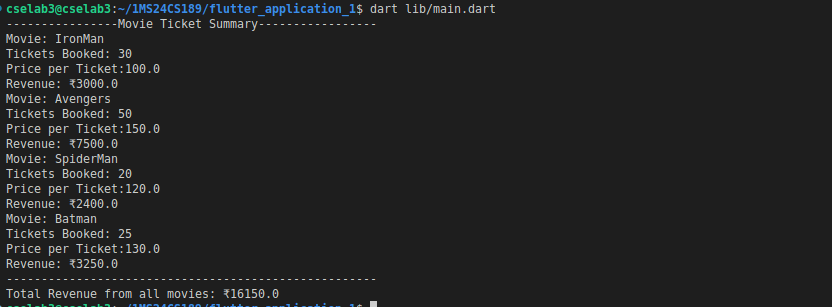 cselab3@cselab3:~/1MS24CS189/flutter_application_1$ dart lib/main.dart
----------------Movie Ticket Summary-----------------
Movie: IronMan
Tickets Booked: 30
Price per Ticket:100.0
Revenue: ₹3000.0
Movie: Avengers
Tickets Booked: 50
Price per Ticket:150.0
Revenue: ₹7500.0
Movie: SpiderMan
Tickets Booked: 20
Price per Ticket:120.0
Revenue: ₹2400.0
Movie: Batman
Tickets Booked: 25
Price per Ticket:130.0
Revenue: ₹3250.0
-----------------------------------------------------
Total Revenue from all movies: ₹16150.0
cselab3@cselab3:~/1MS24CS189/flutter_application_1$